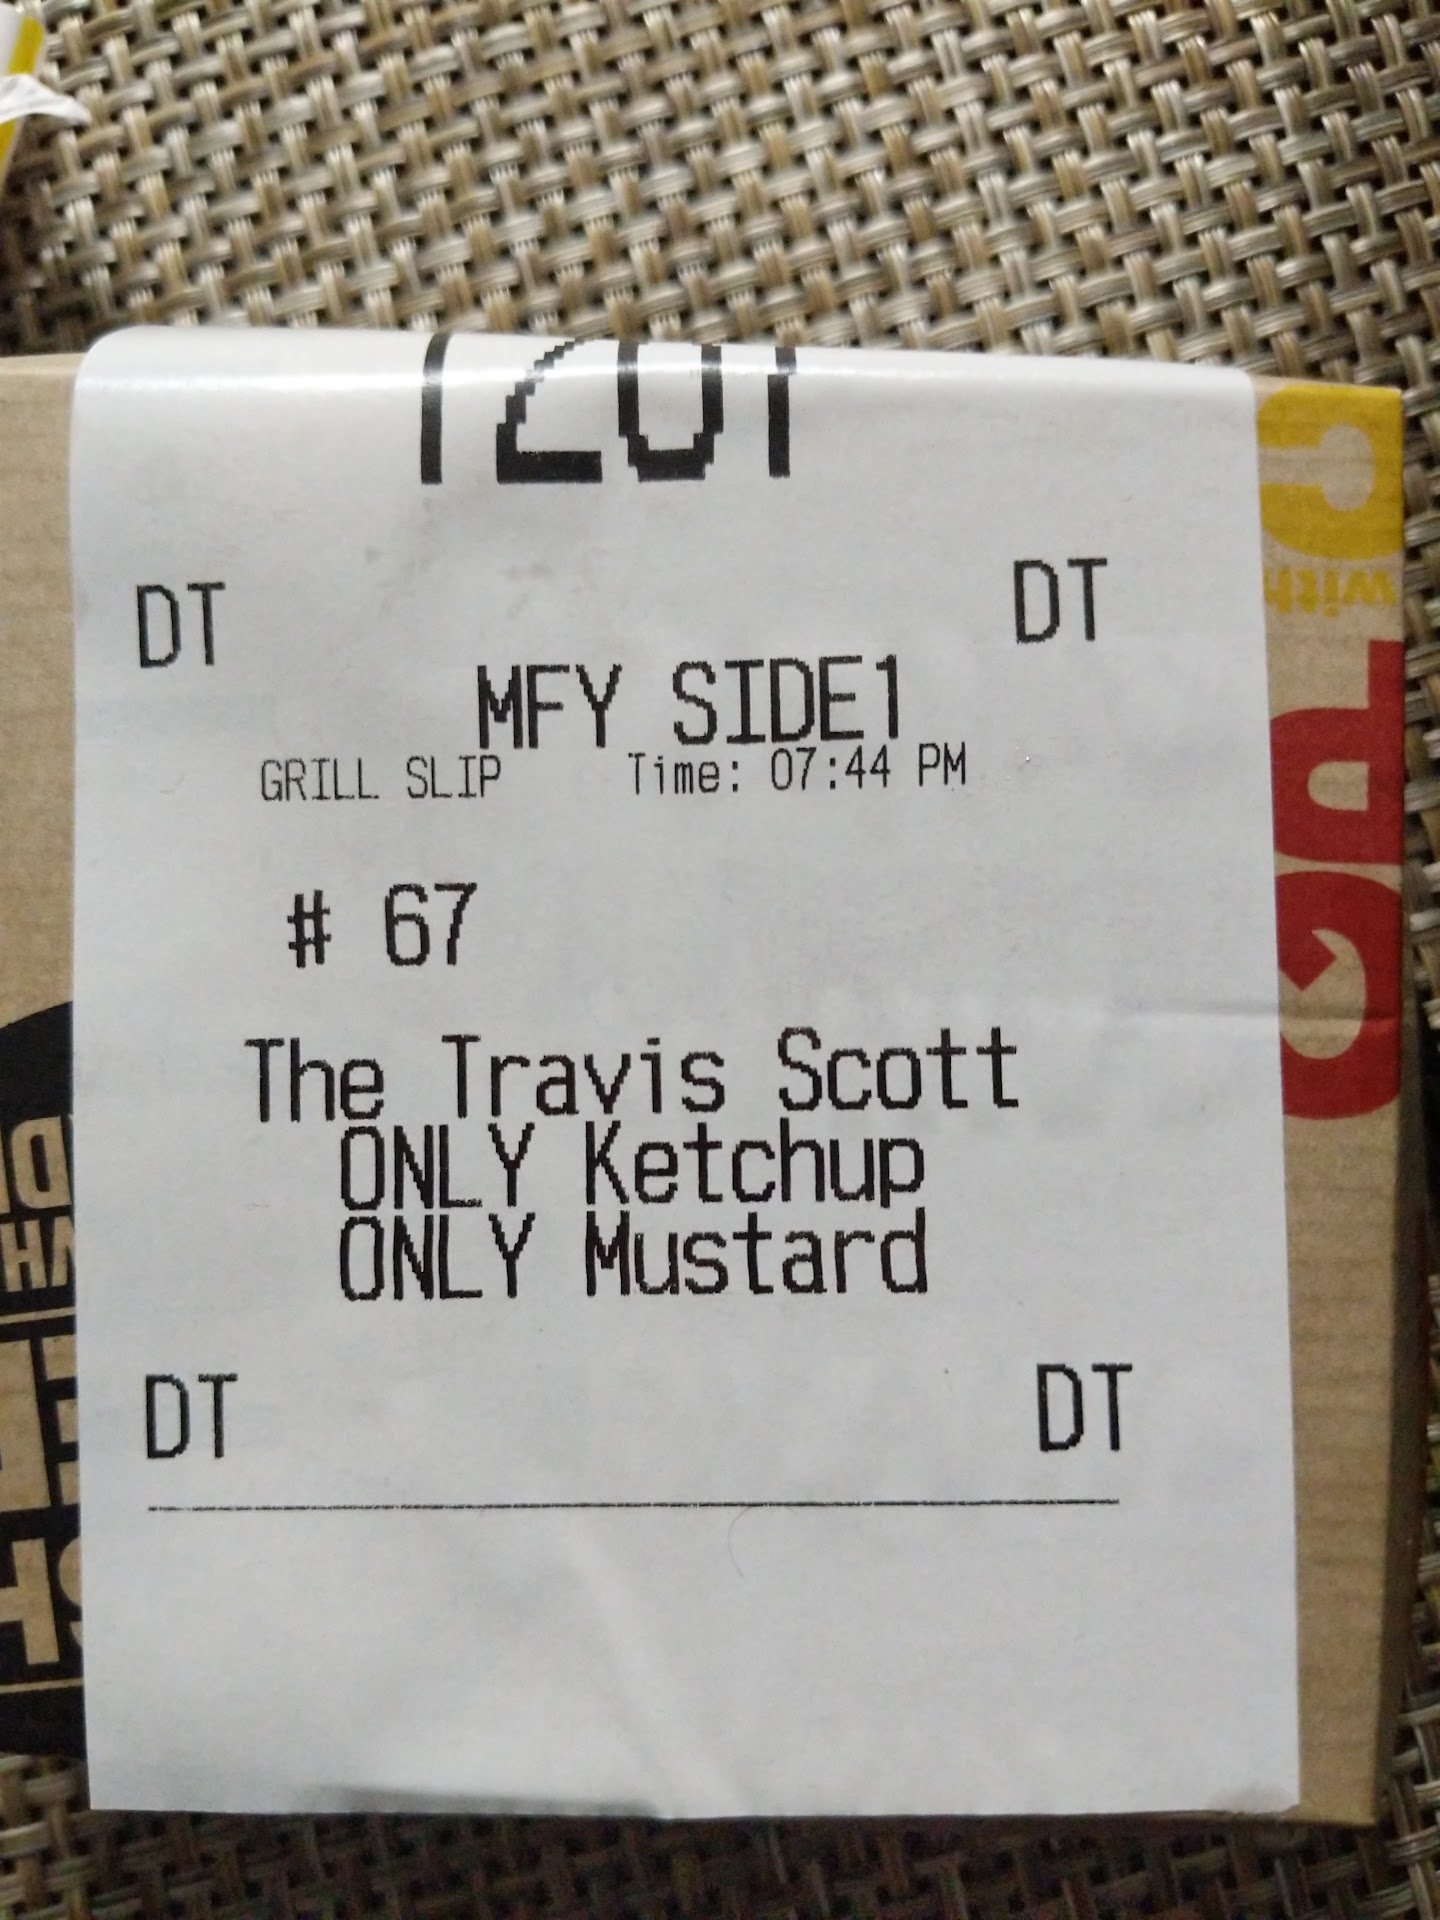 DT DT
MFY SIDE1
GRILL SLIP Time: 07:44 PM
# 67
The Travis Scott
ONLY Ketchup
ONLY Mustard
DT DT
with